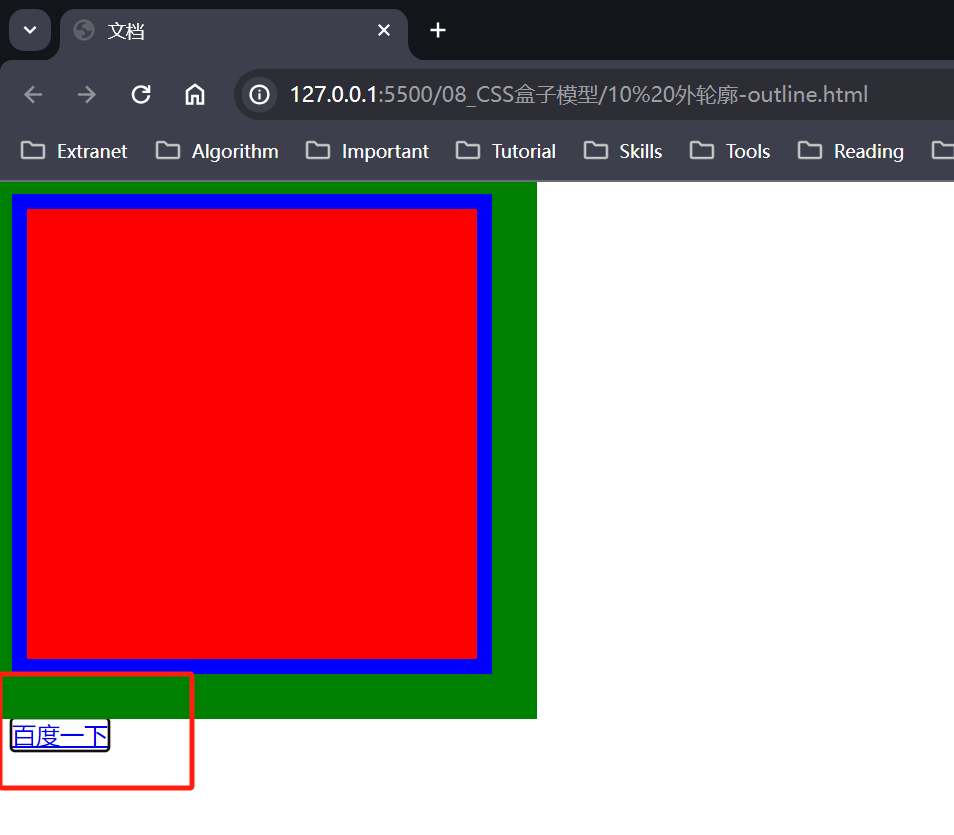 文档
127.0.0.1:5500/08_CSS盒子模型/10%20外轮廓-outline.html
Extranet Algorithm Important Tutorial Skills Tools Reading
百度一下